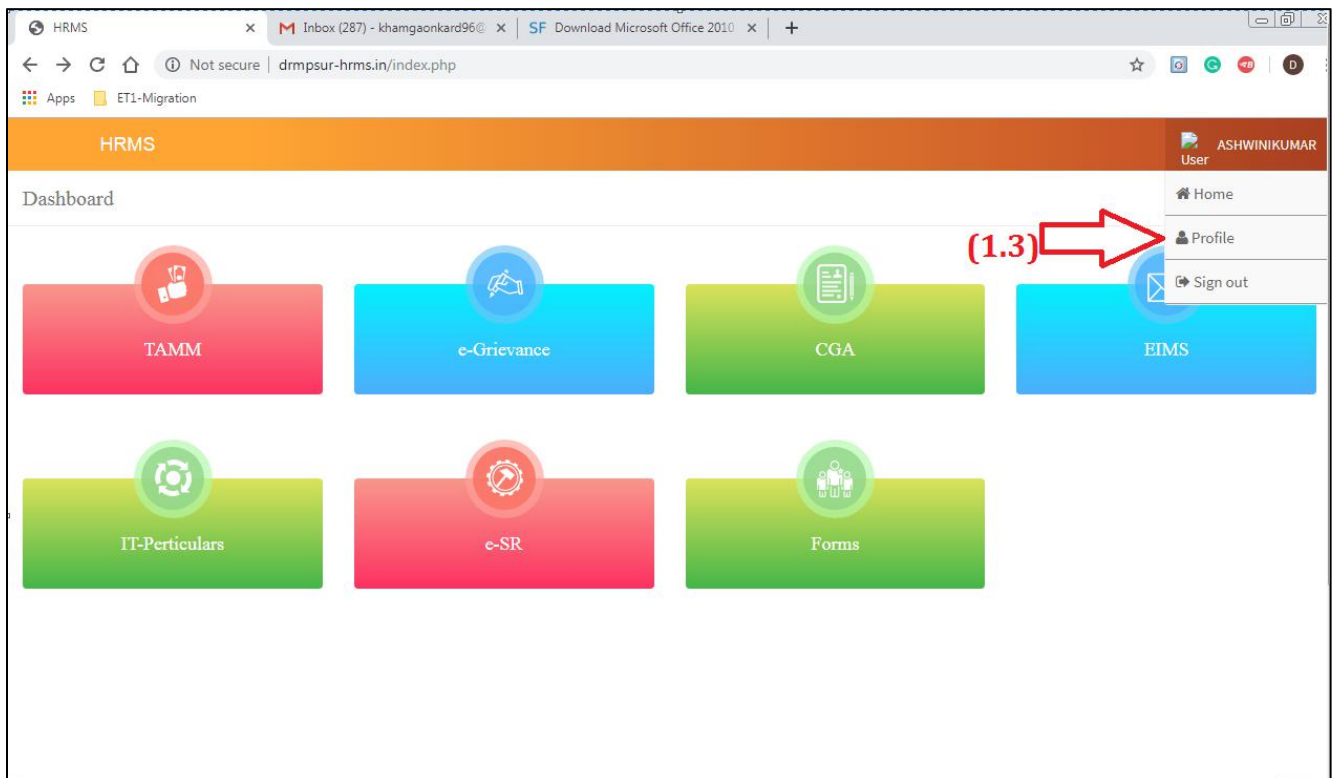 HRMS
Inbox (287) - khamgaonkard96@
SF Download Microsoft Office 2010
Not secure | drmpsur-hrms.in/index.php
D
Apps
ET1-Migration
HRMS
User
ASHWINIKUMAR
Dashboard
Home
(1.3)
Profile
Sign out
TAMM
e-Grievance
CGA
EIMS
IT-Perticulars
e-SR
Forms